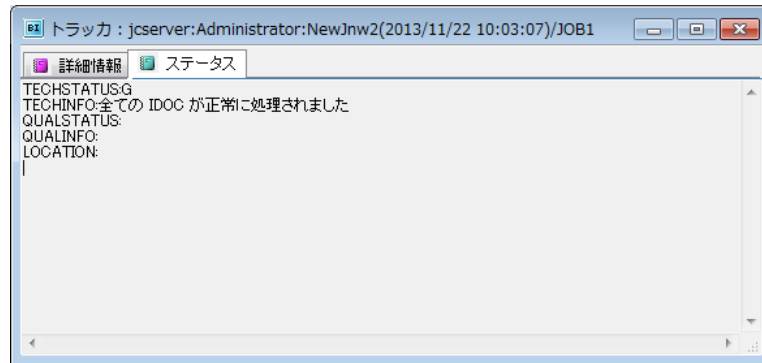 BI トラッカ : jcserver:Administrator:NewJnw2(2013/11/22 10:03:07)/JOB1
詳細情報 ステータス
TECHSTATUS:G
TECHINFO:全ての IDOC が正常に処理されました
QUALSTATUS:
QUALINFO:
LOCATION: